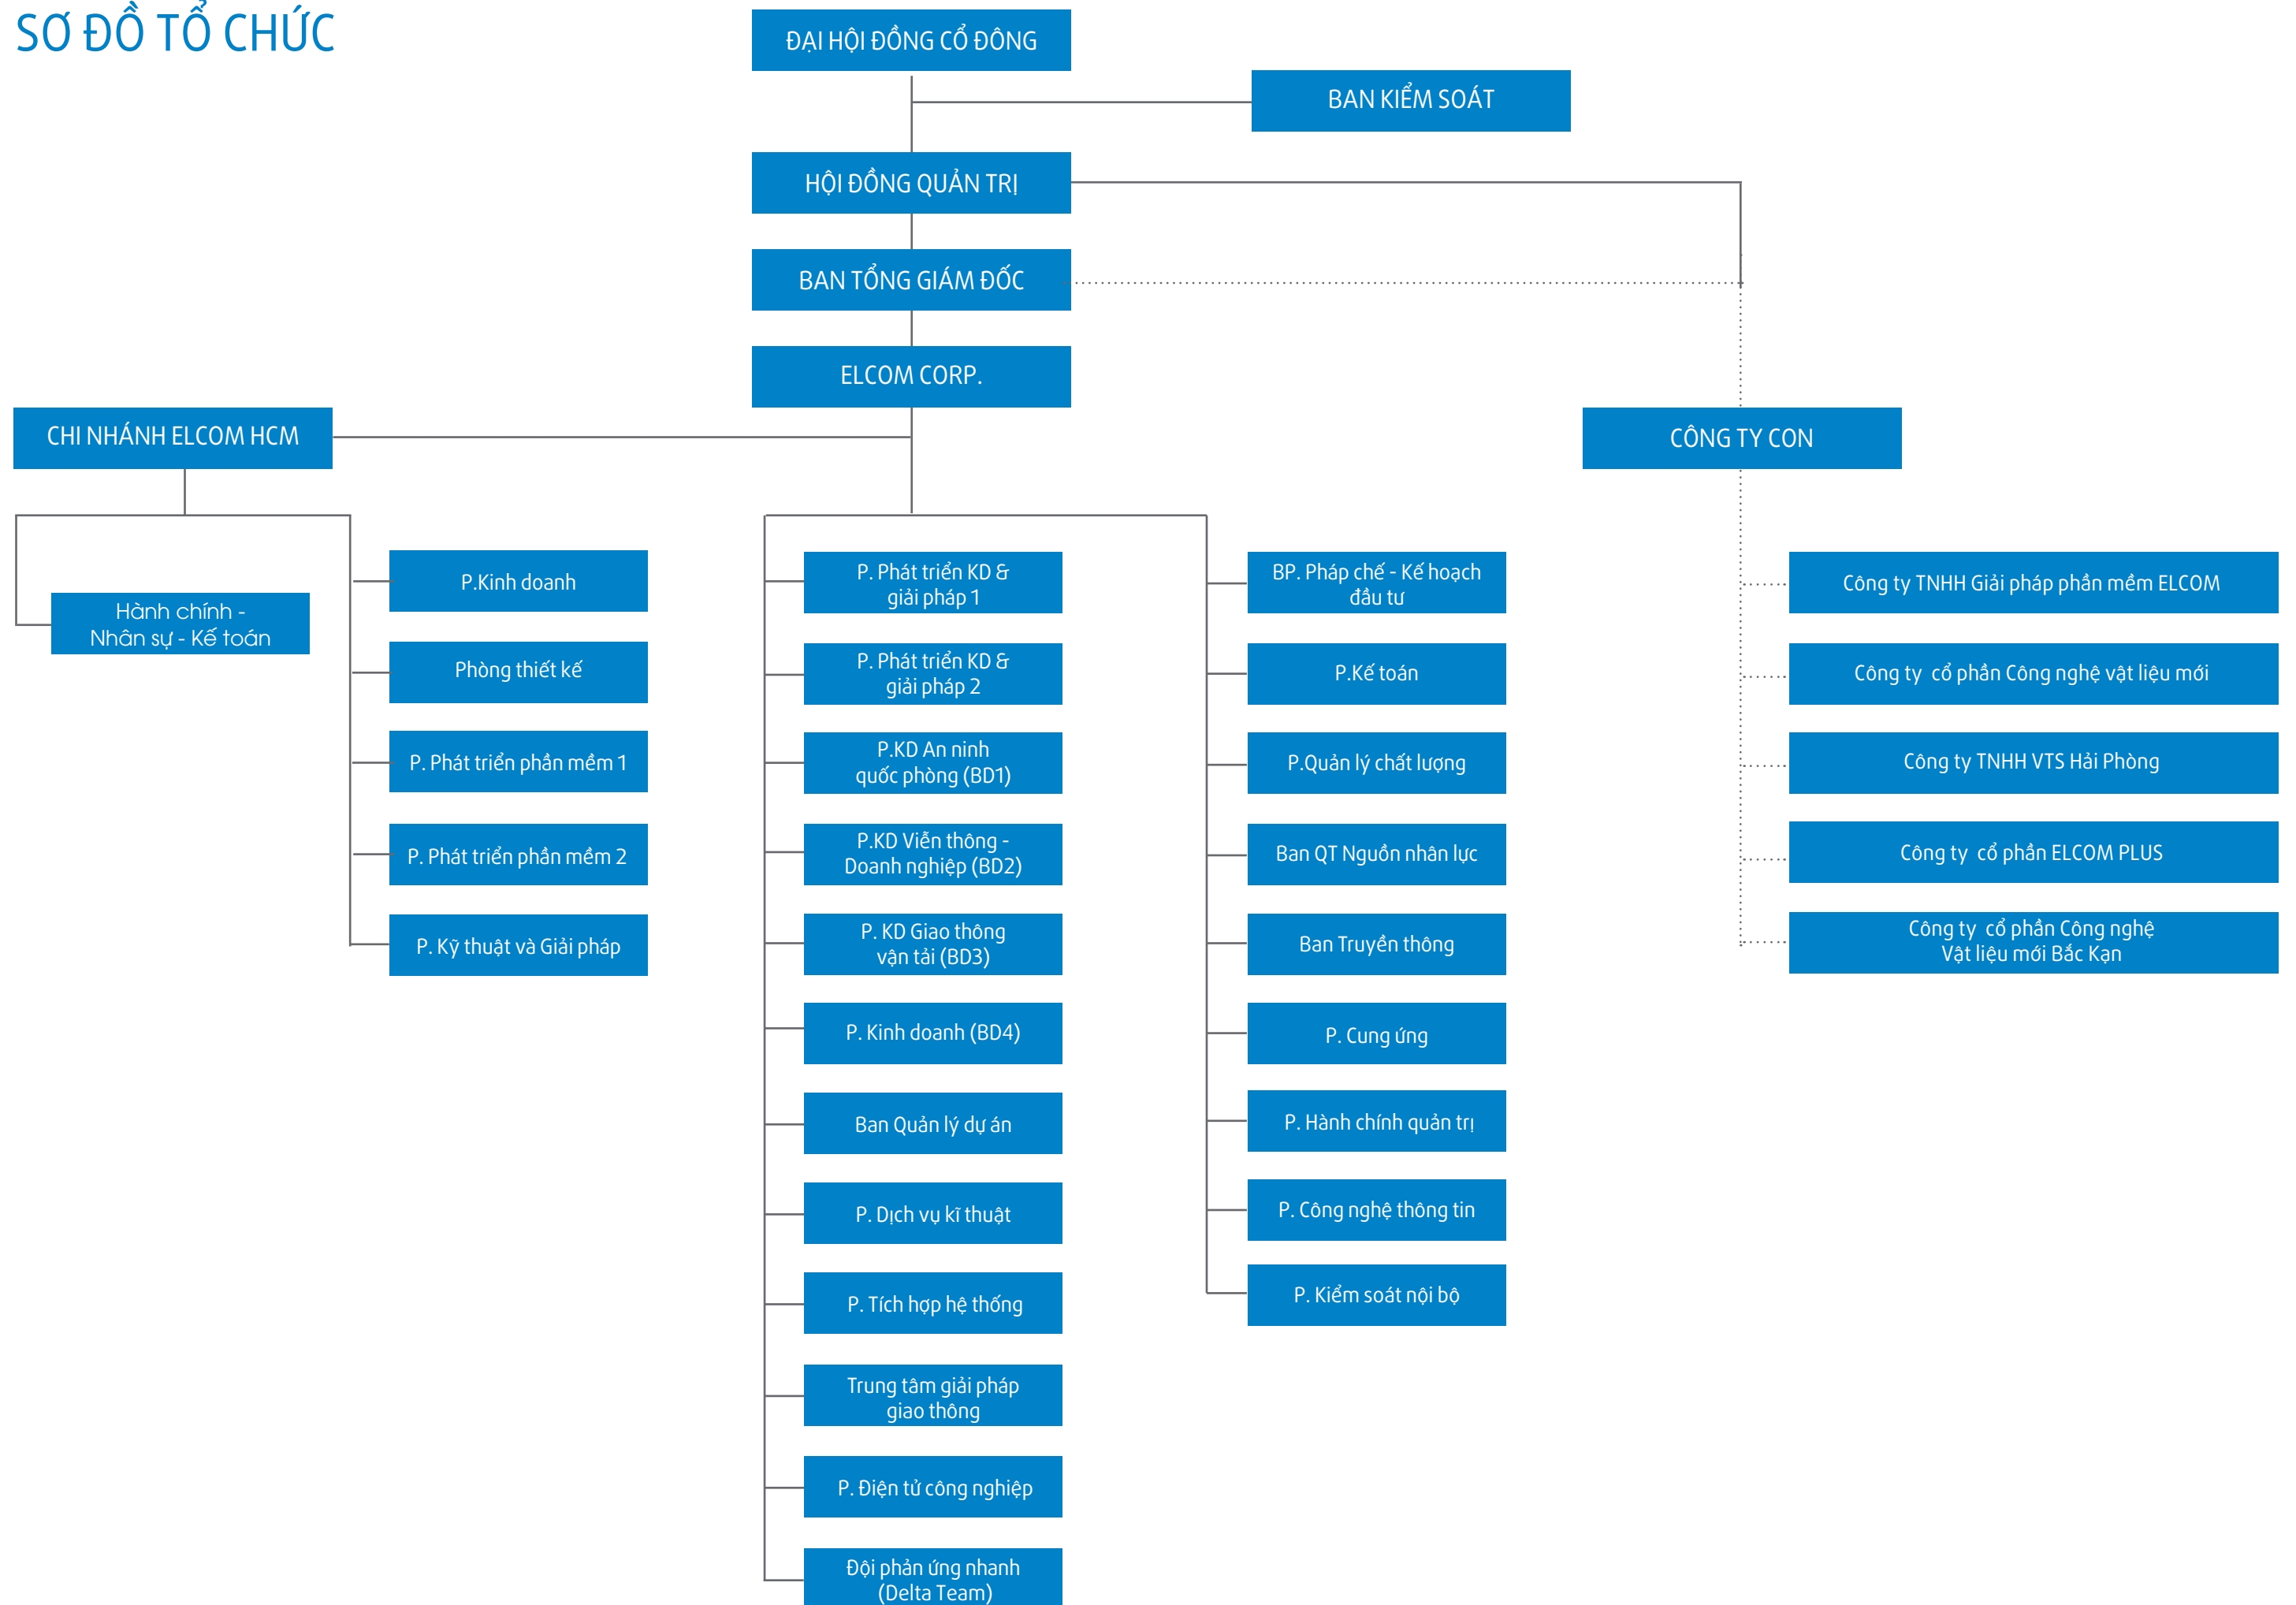 SƠ ĐỒ TỔ CHỨC
ĐẠI HỘI ĐỒNG CỔ ĐÔNG
BAN KIỂM SOÁT
HỘI ĐỒNG QUẢN TRỊ
BAN TỔNG GIÁM ĐỐC
ELCOM CORP.
CHI NHÁNH ELCOM HCM
CÔNG TY CON
Hành chính -
Nhân sự - Kế toán
P.Kinh doanh
Phòng thiết kế
P. Phát triển phần mềm 1
P. Phát triển phần mềm 2
P. Kỹ thuật và Giải pháp
P. Phát triển KD &
giải pháp 1
P. Phát triển KD &
giải pháp 2
P.KD An ninh
quốc phòng (BD1)
P.KD Viễn thông -
Doanh nghiệp (BD2)
P. KD Giao thông
vận tải (BD3)
P. Kinh doanh (BD4)
Ban Quản lý dự án
P. Dịch vụ kĩ thuật
P. Tích hợp hệ thống
Trung tâm giải pháp
giao thông
P. Điện tử công nghiệp
Đội phản ứng nhanh
(Delta Team)
BP. Pháp chế - Kế hoạch
đầu tư
P.Kế toán
P.Quản lý chất lượng
Ban QT Nguồn nhân lực
Ban Truyền thông
P. Cung ứng
P. Hành chính quản trị
P. Công nghệ thông tin
P. Kiểm soát nội bộ
Công ty TNHH Giải pháp phần mềm ELCOM
Công ty cổ phần Công nghệ vật liệu mới
Công ty TNHH VTS Hải Phòng
Công ty cổ phần ELCOM PLUS
Công ty cổ phần Công nghệ
Vật liệu mới Bắc Kạn